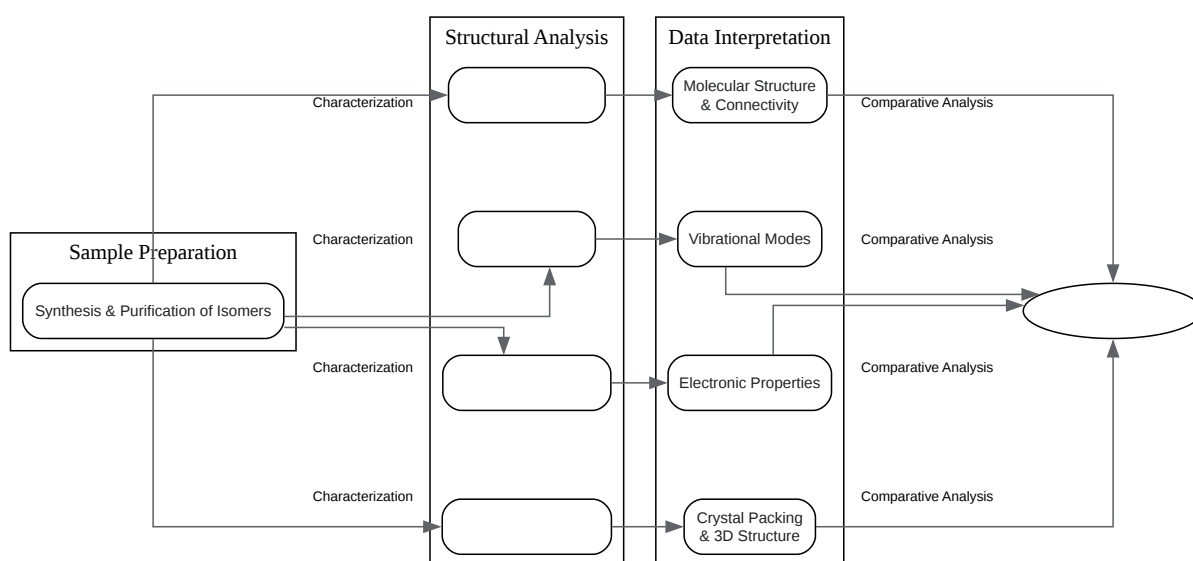 Structural Analysis
Data Interpretation
Characterization
Molecular Structure
& Connectivity
Comparative Analysis
Characterization
Vibrational Modes
Comparative Analysis
Sample Preparation
Synthesis & Purification of Isomers
Characterization
Electronic Properties
Comparative Analysis
Characterization
Crystal Packing
& 3D Structure
Comparative Analysis